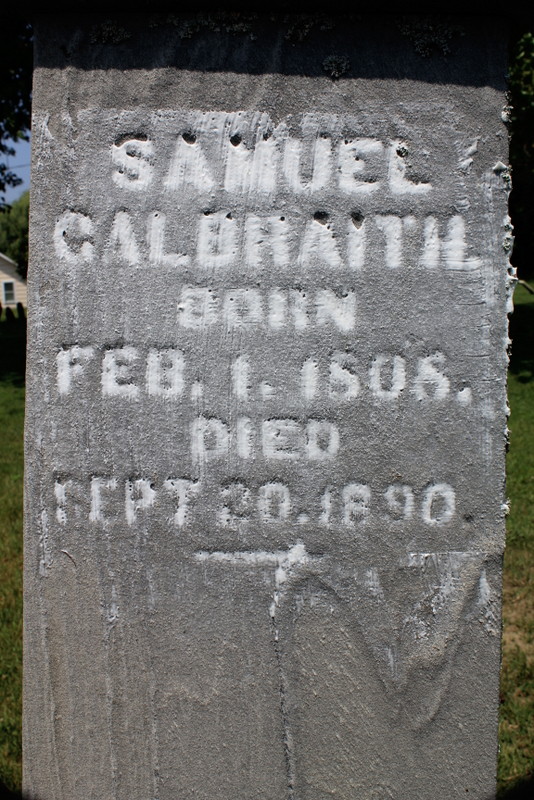 SAMUEL
GALBRAITH
BORN
FEB. 1. 1808.
DIED
SEPT 20.1890